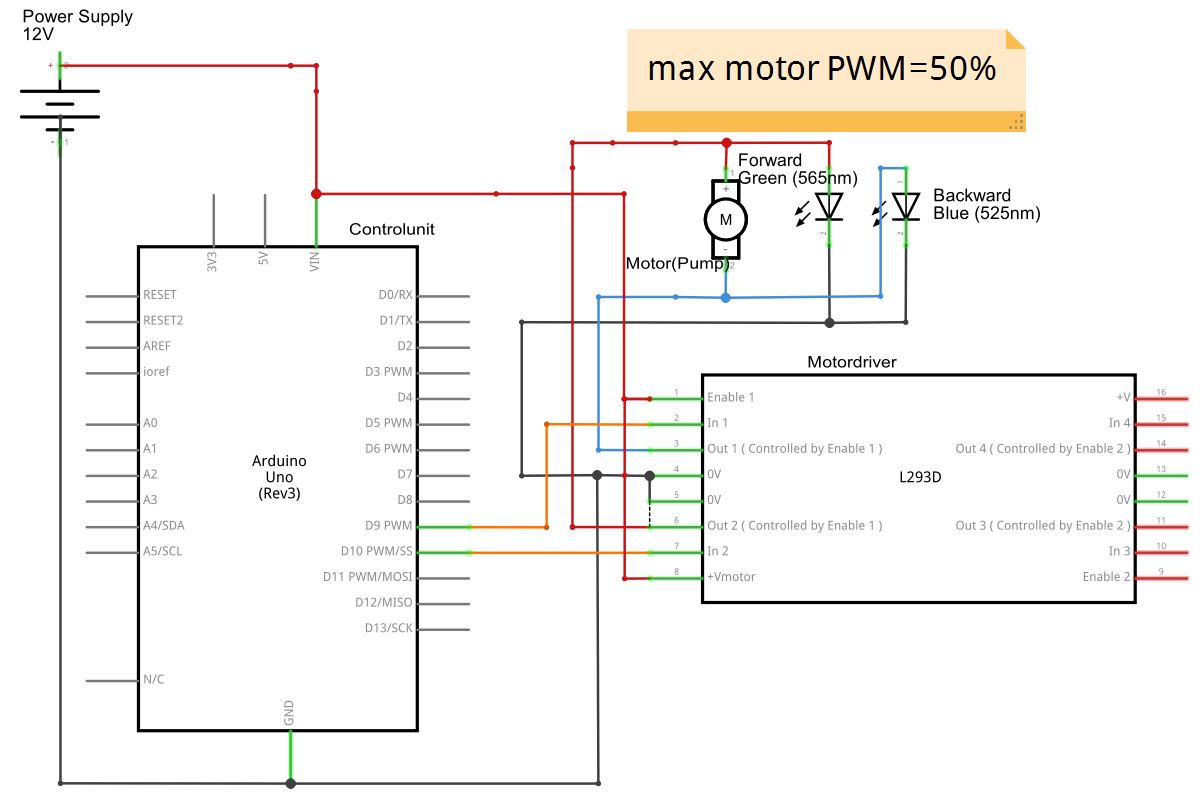 Power Supply
12V
+
-
1
max motor PWM=50%
Forward
Green (565nm)
1
+
M
-
2
Motor(Pump)
2
1
2
Backward
Blue (525nm)
Controlunit
3V3
5V
VIN
RESET
RESET2
AREF
ioref
A0
A1
A2
A3
A4/SDA
A5/SCL
N/C
Arduino
Uno
(Rev3)
D0/RX
D1/TX
D2
D3 PWM
D4
D5 PWM
D6 PWM
D7
D8
D9 PWM
D10 PWM/SS
D11 PWM/MOSI
D12/MISO
D13/SCK
GND
Motordriver
1 Enable 1
2 In 1
3 Out 1 ( Controlled by Enable 1 )
4 0V
5 0V
6 Out 2 ( Controlled by Enable 1 )
7 In 2
8 +Vmotor
L293D
+V 16
In 4 15
Out 4 ( Controlled by Enable 2 ) 14
0V 13
0V 12
Out 3 ( Controlled by Enable 2 ) 11
In 3 10
Enable 2 9